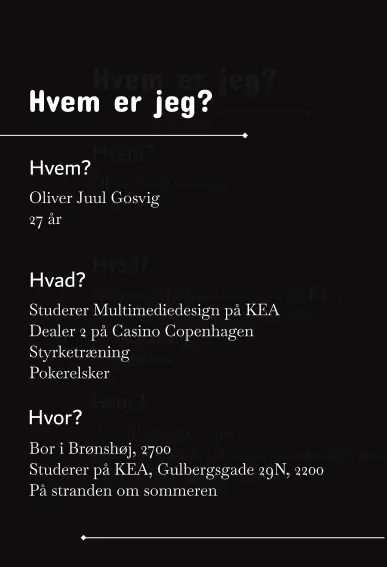 Hvem er jeg?
Hvem?
Oliver Juul Gosvig
27 år
Hvad?
Studerer Multimediedesign på KEA
Dealer 2 på Casino Copenhagen
Styrketræning
Pokerelsker
Hvor?
Bor i Brønshøj, 2700
Studerer på KEA, Gulbergsgade 29N, 2200
På stranden om sommeren